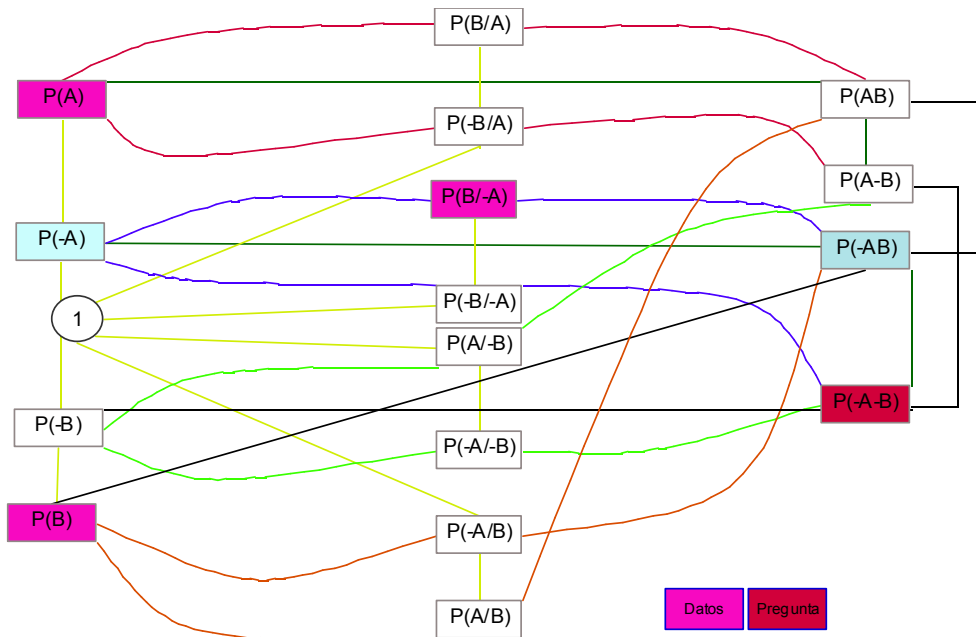 P(B/A)
P(A)
P(AB)
P(-B/A)
P(A-B)
P(B/-A)
P(-A)
P(-AB)
P(-B/-A)
1
P(A/-B)
P(-A-B)
P(-B)
P(-A/-B)
P(B)
P(-A/B)
P(A/B)
Datos
Pregunta